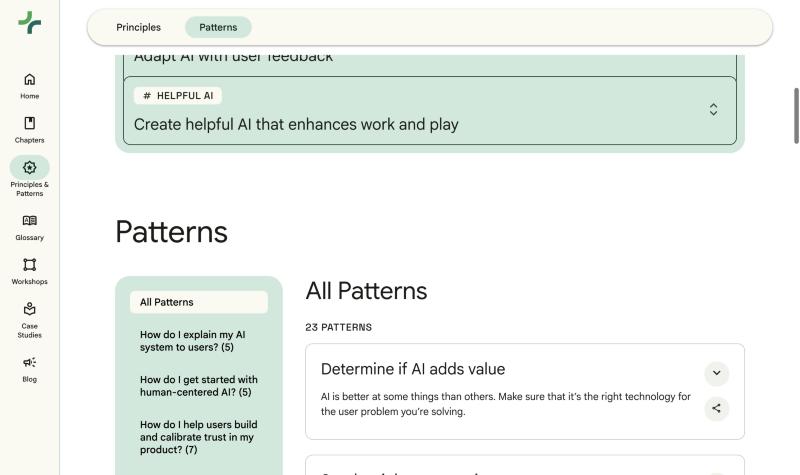 Principles
Patterns
Home
Chapters
Principles &
Patterns
Glossary
Workshops
Case
Studies
Blog
Adapt AI with user feedback
# HELPFUL AI
Create helpful AI that enhances work and play
Patterns
All Patterns
How do I explain my AI
system to users? (5)
How do I get started with
human-centered AI? (5)
How do I help users build
and calibrate trust in my
product? (7)
All Patterns
23 PATTERNS
Determine if AI adds value
AI is better at some things than others. Make sure that it's the right technology for
the user problem you're solving.